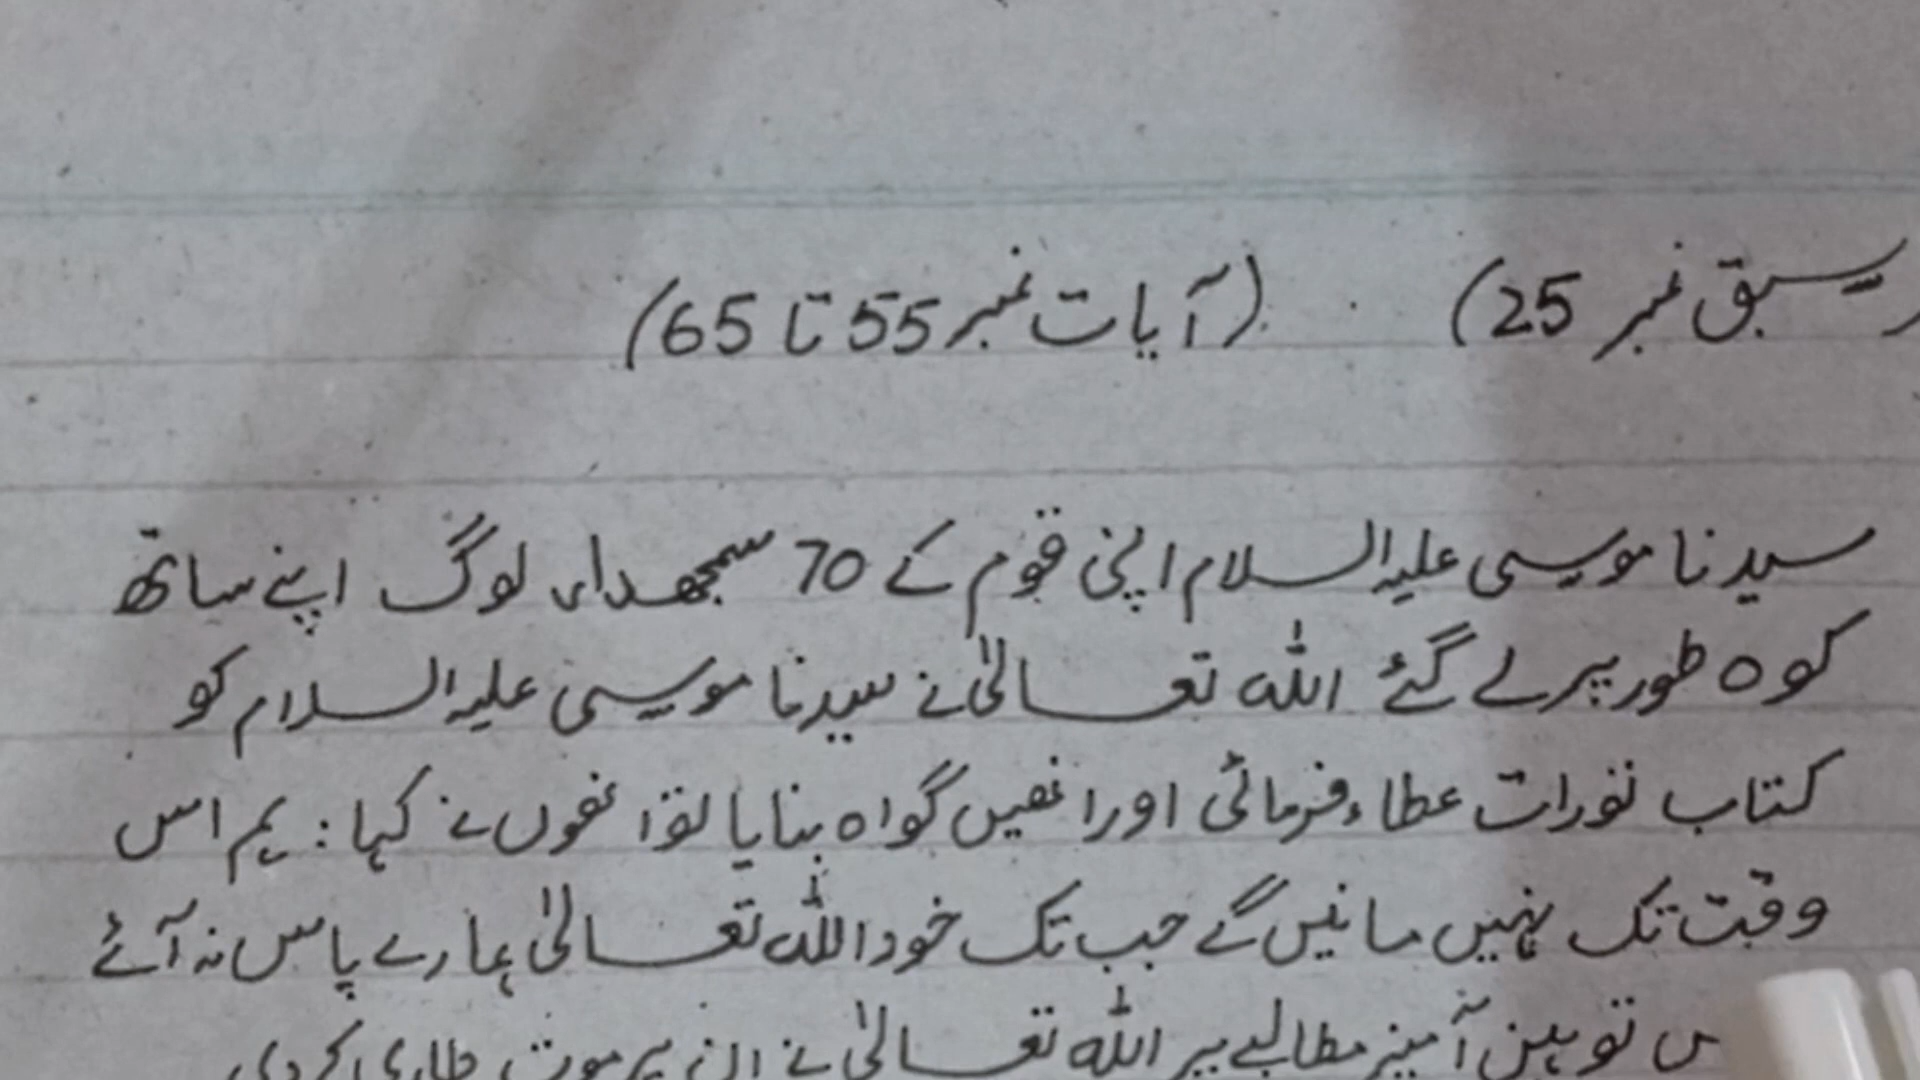 سبق نمبر 25) (آیات نمبر 55 تا 65)
سیدنا موسی علیہ السلام اپنی قوم کے 70 سمجھدار لوگ اپنے ساتھ
کوہ طور پر لے گئے اللہ تعالیٰ نے سیدنا موسی علیہ السلام کو
کتاب تورات عطاء فرمائی اور انھیں گواہ بنایا تو انھوں نے کہا: ہم اس
وقت تک نہیں مانیں گے جب تک خود اللہ تعالیٰ ہمارے پاس نہ آئے
توہین آمیز مطالبے پر اللہ تعالیٰ نے ان پر موت طاری کر دی